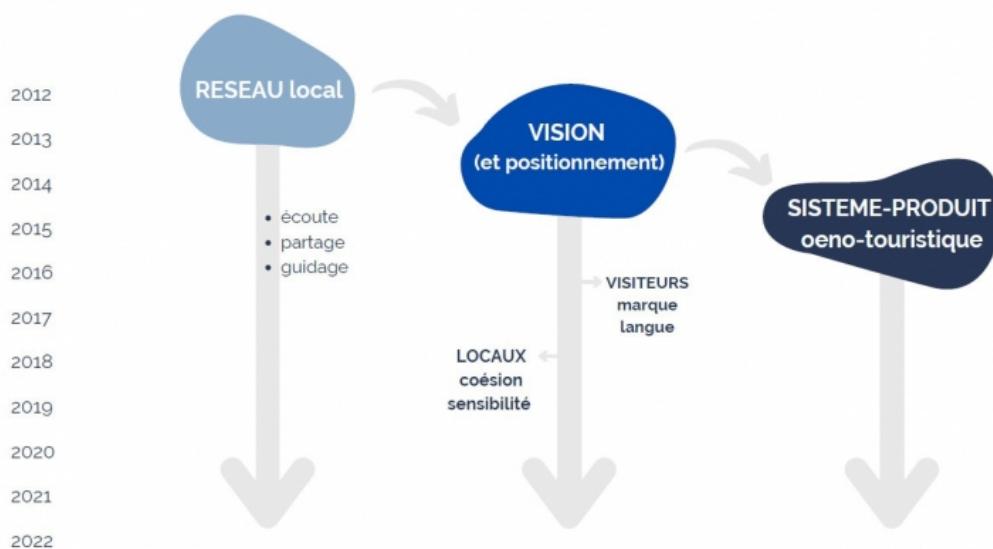 2012
2013
2014
2015
2016
2017
2018
2019
2020
2021
2022
RESEAU local
• écoute
• partage
• guidage
VISION
(et positionnement)
VISITEURS
marque
langue
LOCAUX
coésion
sensibilité
SISTEME-PRODUIT
oeno-touristique